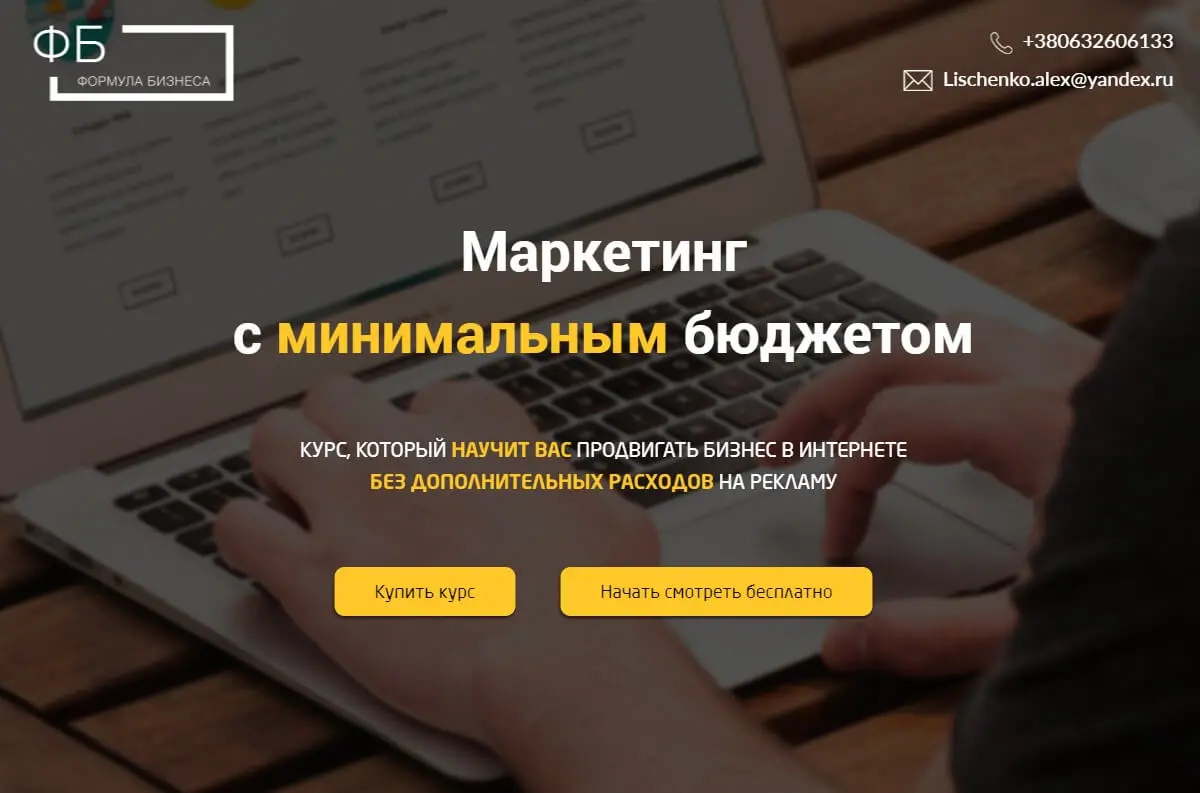 ФБ
ФОРМУЛА БИЗНЕСА
+380632606133
Lischenko.alex@yandex.ru
Маркетинг
с минимальным бюджетом
КУРС, КОТОРЫЙ НАУЧИТ ВАС ПРОДВИГАТЬ БИЗНЕС В ИНТЕРНЕТЕ
БЕЗ ДОПОЛНИТЕЛЬНЫХ РАСХОДОВ НА РЕКЛАМУ
Купить курс
Начать смотреть бесплатно